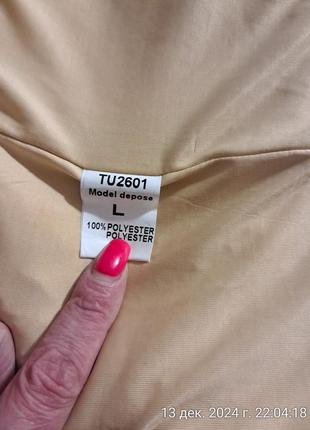 TU2601
Model depose
L
100%POLYESTER
POLYESTER
13 дек. 2024 г. 22:04:18